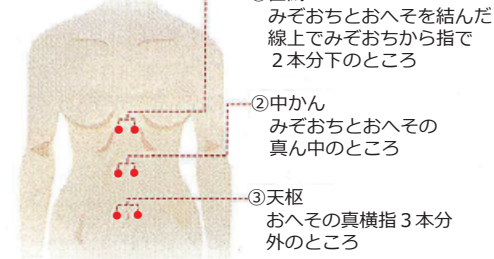 みぞおちとおへそを結んだ
線上でみぞおちから指で
２本分下のところ
②中かん
みぞおちとおへその
真ん中のところ
③天枢
おへその真横指３本分
外のところ